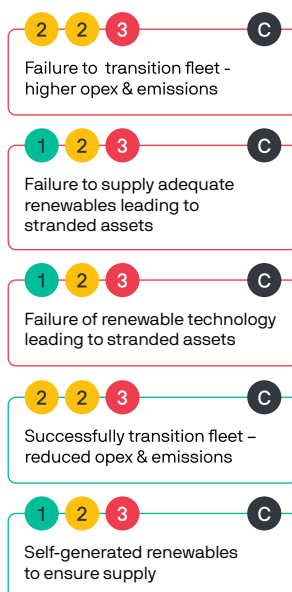 2 2 3 C
Failure to transition fleet -
higher opex & emissions
1 2 3 C
Failure to supply adequate
renewables leading to
stranded assets
1 2 3 C
Failure of renewable technology
leading to stranded assets
2 2 3 C
Successfully transition fleet –
reduced opex & emissions
1 2 3 C
Self-generated renewables
to ensure supply